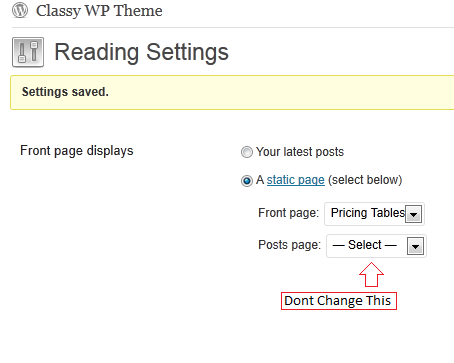 Classy WP Theme
Reading Settings
Settings saved.
Front page displays
Your latest posts
A static page (select below)
Front page: Pricing Tables
Posts page: — Select —
Dont Change This